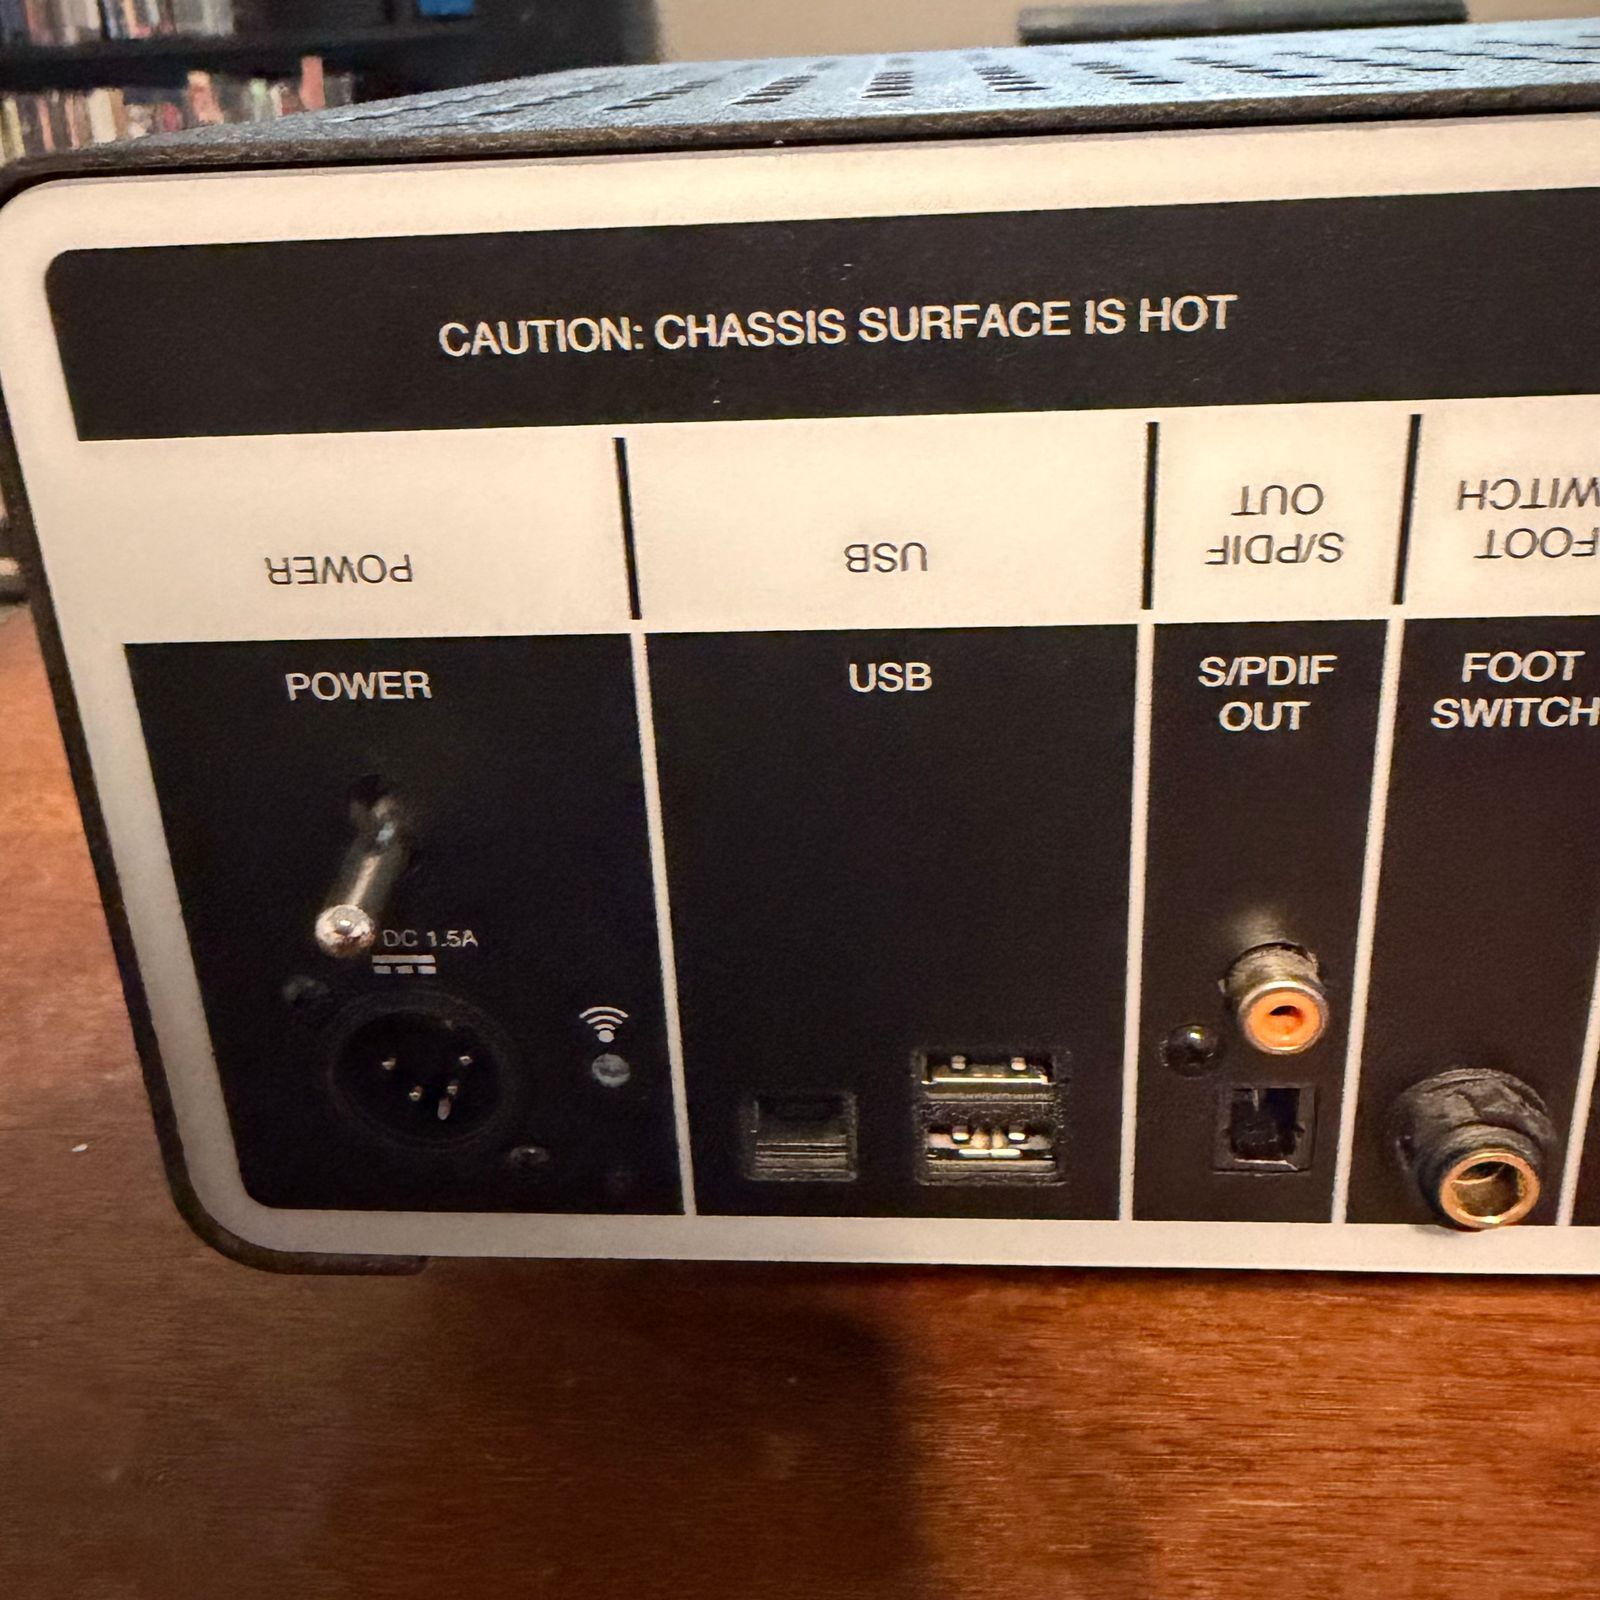 CAUTION: CHASSIS SURFACE IS HOT
POWER
USB
S/PDIF
OUT
FOOT
SWITCH
POWER
USB
S/PDIF
OUT
FOOT
SWITCH
DC 1.5A